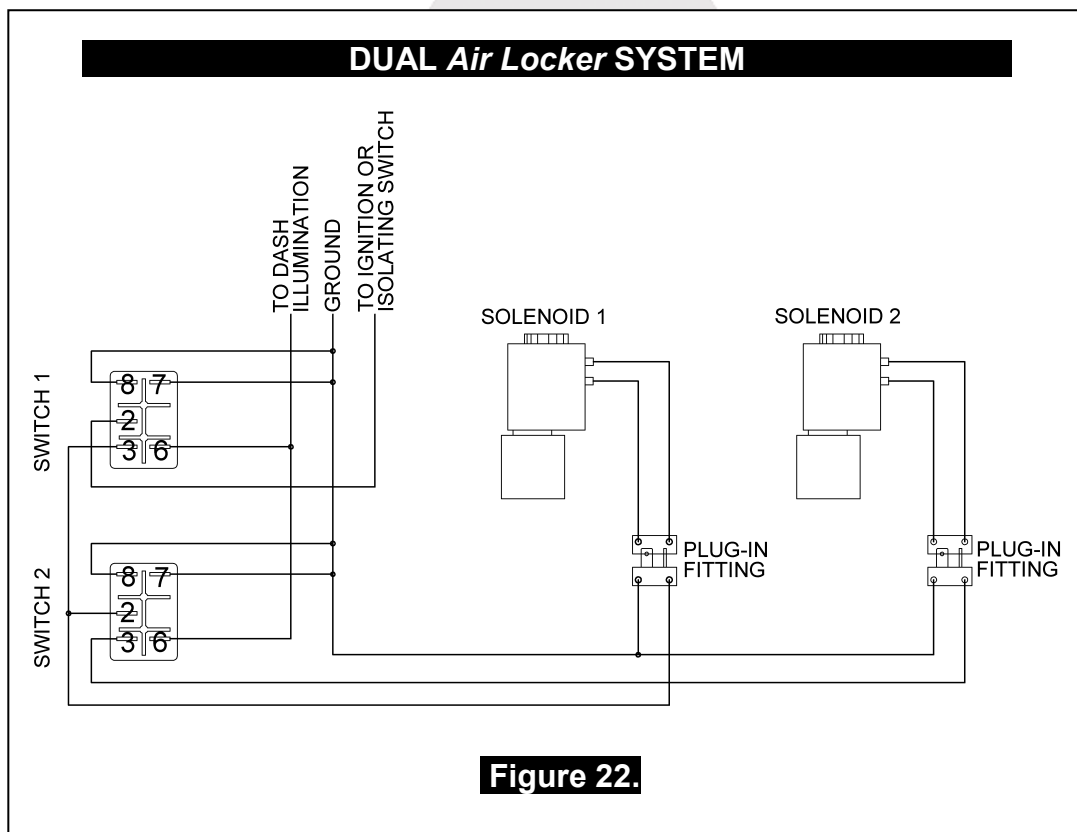 DUAL Air Locker SYSTEM
TO DASH
ILLUMINATION
GROUND
TO IGNITION OR
ISOLATING SWITCH
SOLENOID 1
SOLENOID 2
SWITCH 1
8 7
2
3 6
SWITCH 2
8 7
2
3 6
PLUG-IN
FITTING
PLUG-IN
FITTING
Figure 22.